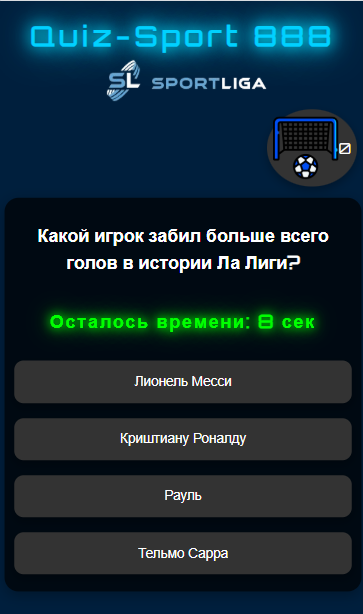 Quiz-Sport 888
SL SPORTLIGA
0
Какой игрок забил больше всего
голов в истории Ла Лиги?
Осталось времени: 8 сек
Лионель Месси
Криштиану Роналду
Рауль
Тельмо Сарра